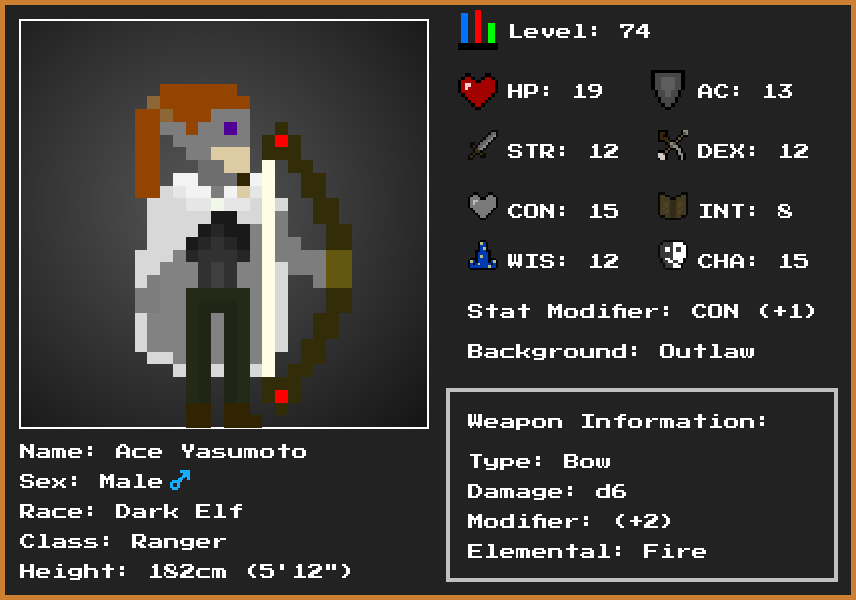 Level: 74
HP: 19 AC: 13
STR: 12 DEX: 12
CON: 15 INT: 8
WIS: 12 CHA: 15
Stat Modifier: CON (+1)
Background: Outlaw
Weapon Information:
Type: Bow
Damage: d6
Modifier: (+2)
Elemental: Fire
Name: Ace Yasumoto
Sex: Male ♂
Race: Dark Elf
Class: Ranger
Height: 182cm (5'12")